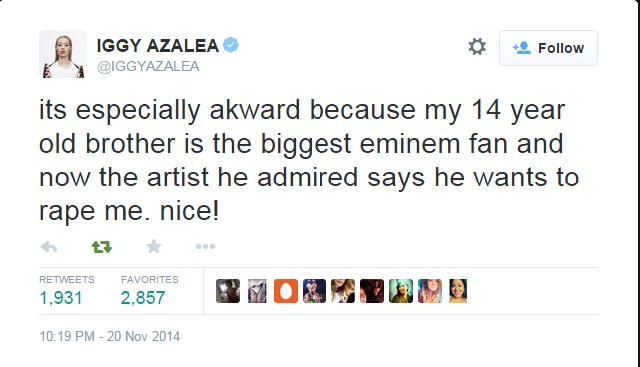 IGGY AZALEA
@IGGYAZALEA
Follow
its especially akward because my 14 year
old brother is the biggest eminem fan and
now the artist he admired says he wants to
rape me. nice!
RETWEETS FAVORITES
1,931 2,857
10:19 PM - 20 Nov 2014